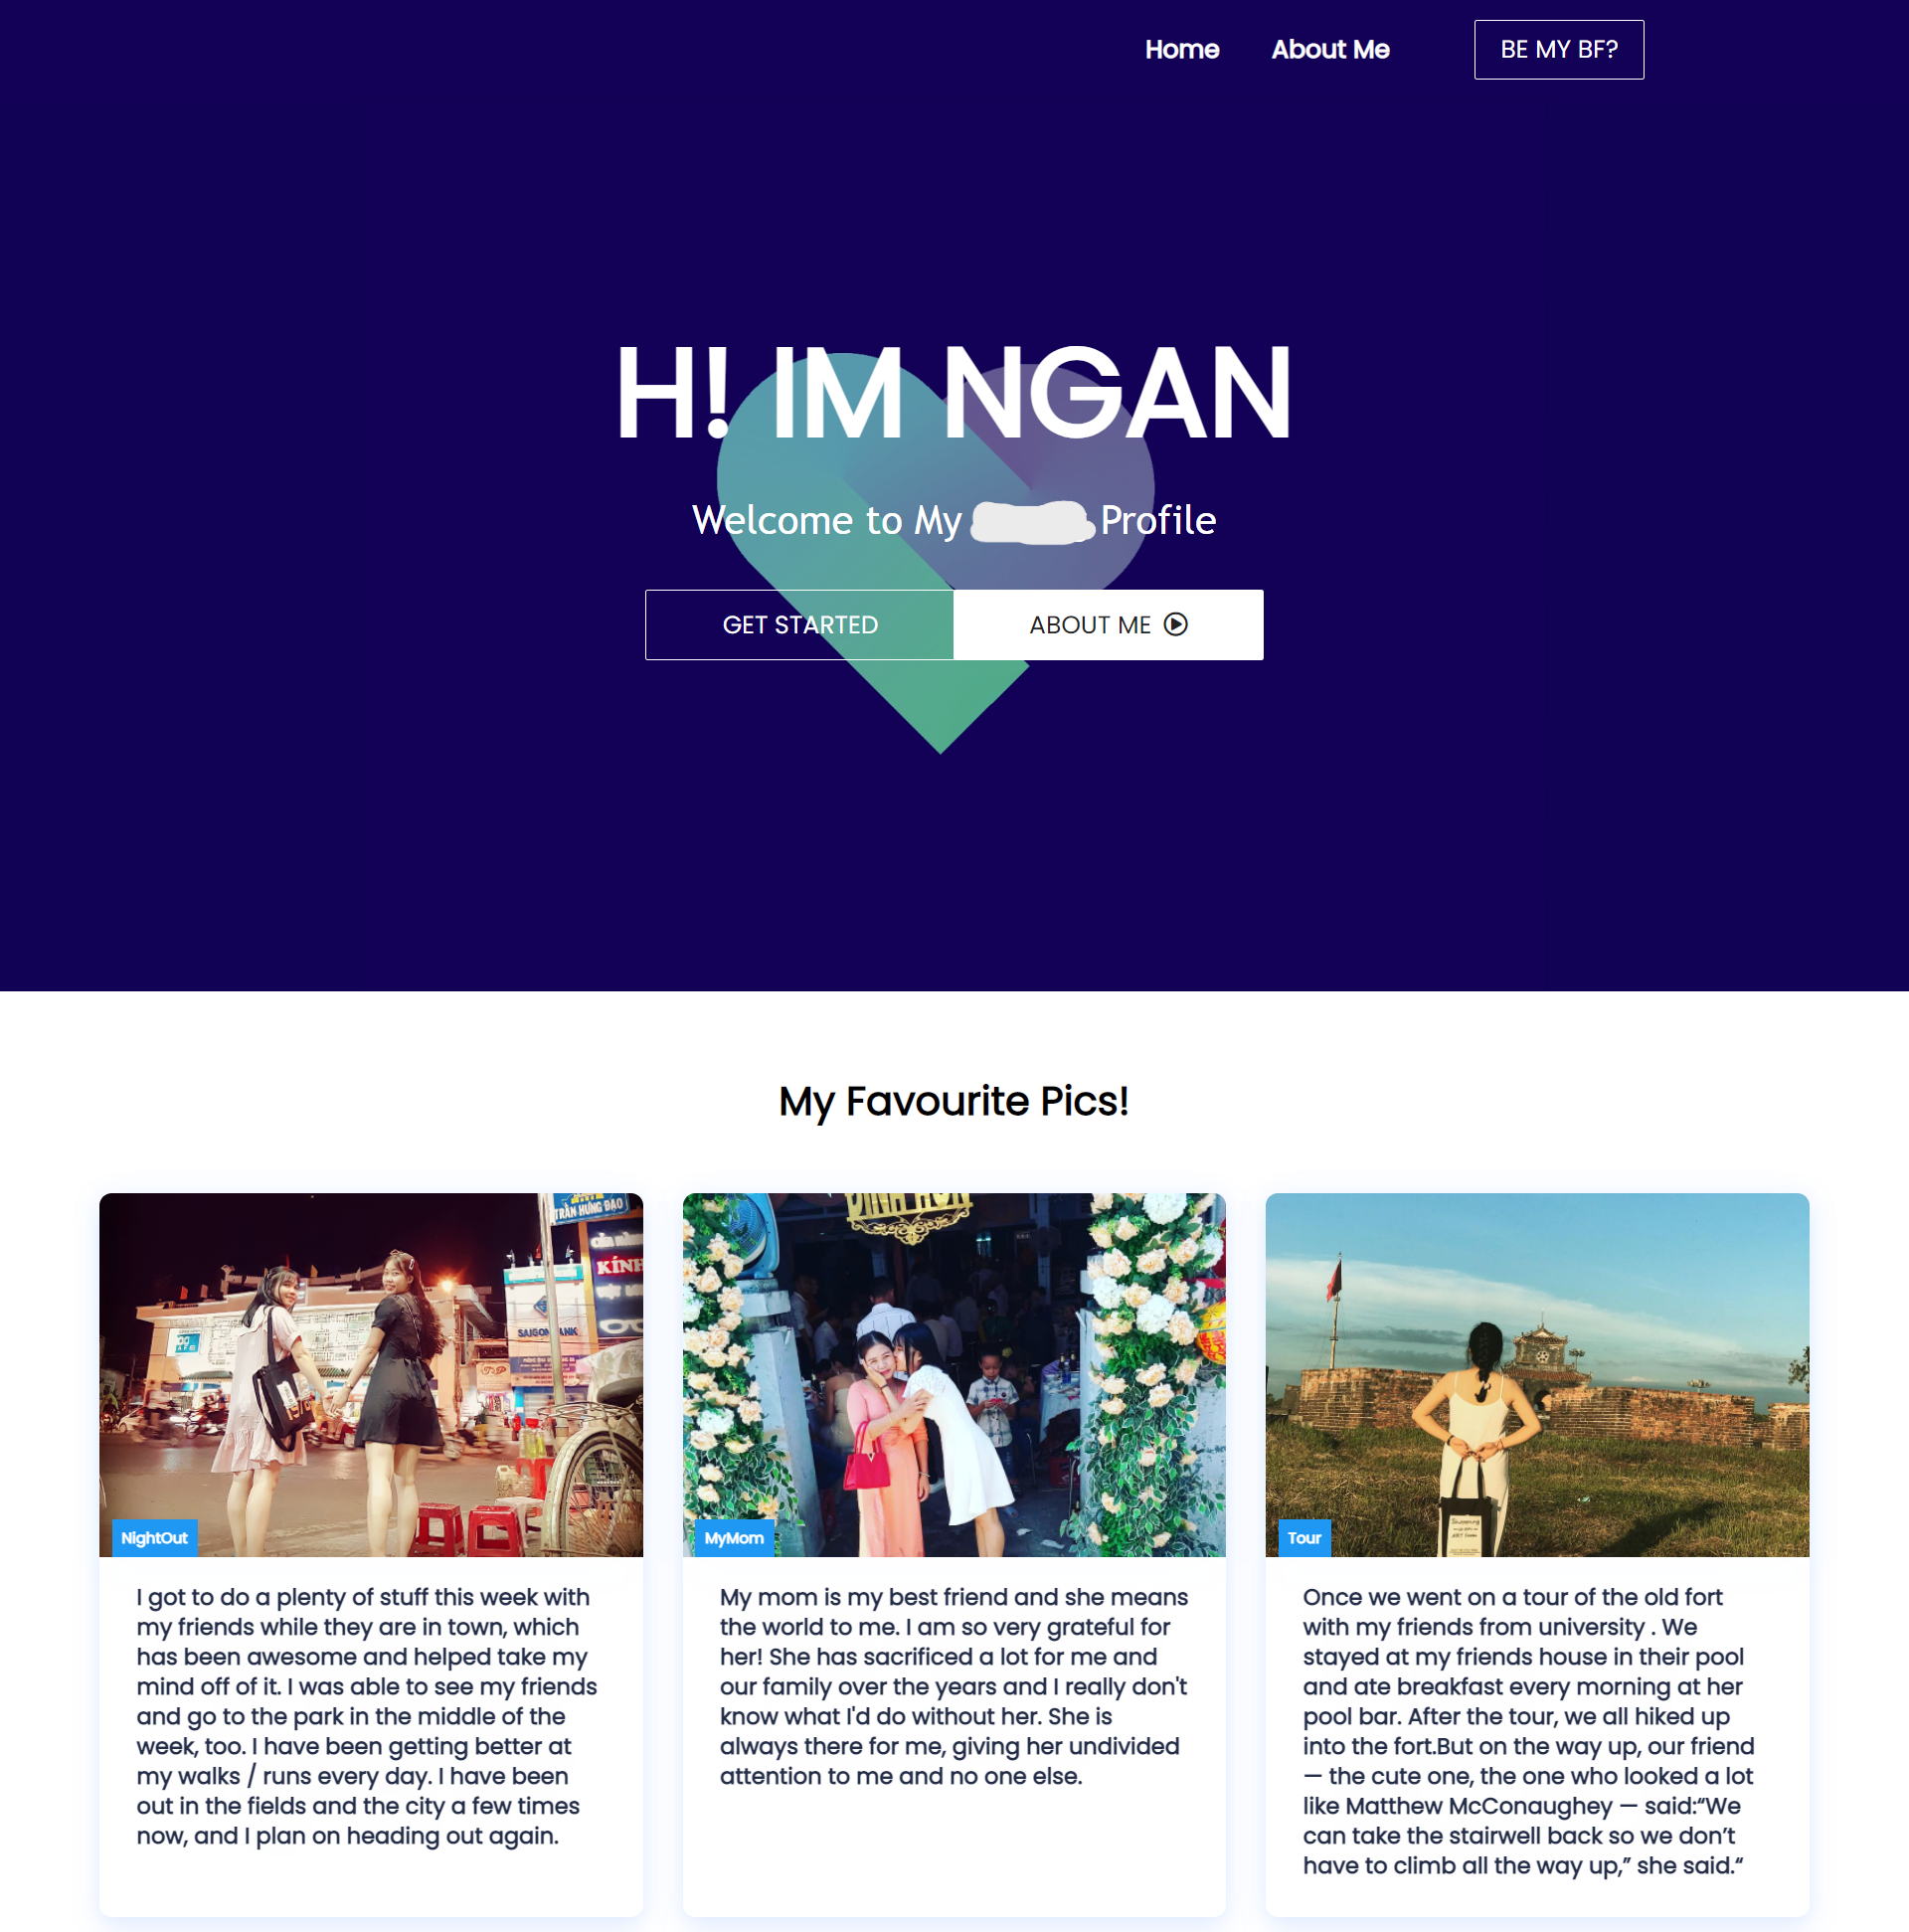 Home About Me BE MY BF?
H! IM NGAN
Welcome to My Profile
GET STARTED ABOUT ME
My Favourite Pics!
TRẦN HƯNG ĐẠO
KÍNH
NightOut
I got to do a plenty of stuff this week with
my friends while they are in town, which
has been awesome and helped take my
mind off of it. I was able to see my friends
and go to the park in the middle of the
week, too. I have been getting better at
my walks / runs every day. I have been
out in the fields and the city a few times
now, and I plan on heading out again.
MyMom
My mom is my best friend and she means
the world to me. I am so very grateful for
her! She has sacrificed a lot for me and
our family over the years and I really don't
know what I'd do without her. She is
always there for me, giving her undivided
attention to me and no one else.
Tour
Once we went on a tour of the old fort
with my friends from university . We
stayed at my friends house in their pool
and ate breakfast every morning at her
pool bar. After the tour, we all hiked up
into the fort.But on the way up, our friend
— the cute one, the one who looked a lot
like Matthew McConaughey — said:“We
can take the stairwell back so we don’t
have to climb all the way up,” she said.“